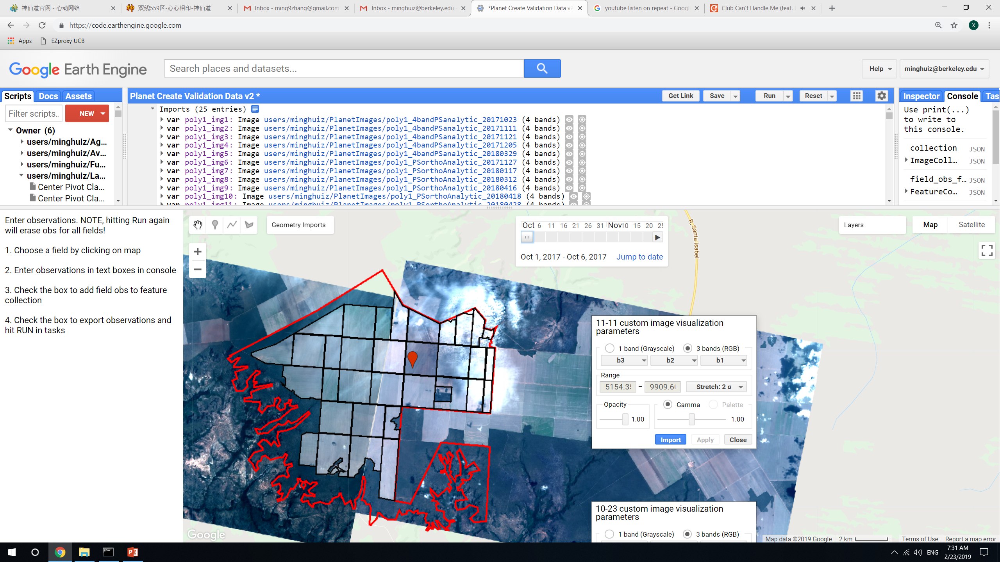 神仙道官网 - 心动网络
双线559区-心心相印-神仙道
Inbox - ming9zhang@gmail.com
Inbox - minghuiz@berkeley.edu
*Planet Create Validation Data v2
youtube listen on repeat - Googl
Club Can't Handle Me (feat.
https://code.earthengine.google.com
X
Apps
EZproxy UCB
Google Earth Engine
Search places and datasets...
Help
minghuiz@berkeley.edu
Scripts Docs Assets
Planet Create Validation Data v2 *
Get Link
Save
Run
Reset
Inspector Console Tas
Filter scripts..
NEW
Owner (6)
users/minghuiz/Ag...
users/minghuiz/Av...
users/minghuiz/Fu...
users/minghuiz/La...
Center Pivot Cla...
Center Pivot Cla...
Imports (25 entries)
var poly1_img1: Image users/minghuiz/PlanetImages/poly1_4bandPSanalytic_20171023 (4 bands)
var poly1_img2: Image users/minghuiz/PlanetImages/poly1_4bandPSanalytic_20171111 (4 bands)
var poly1_img3: Image users/minghuiz/PlanetImages/poly1_4bandPSanalytic_20171121 (4 bands)
var poly1_img4: Image users/minghuiz/PlanetImages/poly1_4bandPSanalytic_20171205 (4 bands)
var poly1_img5: Image users/minghuiz/PlanetImages/poly1_4bandPSanalytic_20180329 (4 bands)
var poly1_img6: Image users/minghuiz/PlanetImages/poly1_PSorthoAnalytic_20171127 (4 bands)
var poly1_img7: Image users/minghuiz/PlanetImages/poly1_PSorthoAnalytic_20180117 (4 bands)
var poly1_img8: Image users/minghuiz/PlanetImages/poly1_PSorthoAnalytic_20180312 (4 bands)
var poly1_img9: Image users/minghuiz/PlanetImages/poly1_PSorthoAnalytic_20180416 (4 bands)
var poly1_img10: Image users/minghuiz/PlanetImages/poly1_PSorthoAnalytic_20180418 (4 bands)
var poly1_img11: Image users/minghuiz/PlanetImages/poly1_PSorthoAnalytic_20180428 (4 bands)
Use print(...)
to write to
this console.
collection JSON
ImageColl... JSON
field_obs_f... JSON
FeatureCo... JSON
Enter observations. NOTE, hitting Run again
will erase obs for all fields!
1. Choose a field by clicking on map
2. Enter observations in text boxes in console
3. Check the box to add field obs to feature
collection
4. Check the box to export observations and
hit RUN in tasks
Geometry Imports
Oct 6 11 16 21 26 31 Nov10 15 20 25
Oct 1, 2017 - Oct 6, 2017 Jump to date
R. Santa Isabel
Layers
Map
Satellite
11-11 custom image visualization
parameters
1 band (Grayscale)
3 bands (RGB)
b3
b2
b1
Range
5154.35 – 9909.60
Stretch: 2 σ
Opacity
Gamma
Palette
1.00
1.00
Import
Apply
Close
10-23 custom image visualization
parameters
1 band (Grayscale)
3 bands (RGB)
Google
Map data ©2019 Google
2 km
Terms of Use
Report a map error
ENG
7:31 AM
2/23/2019